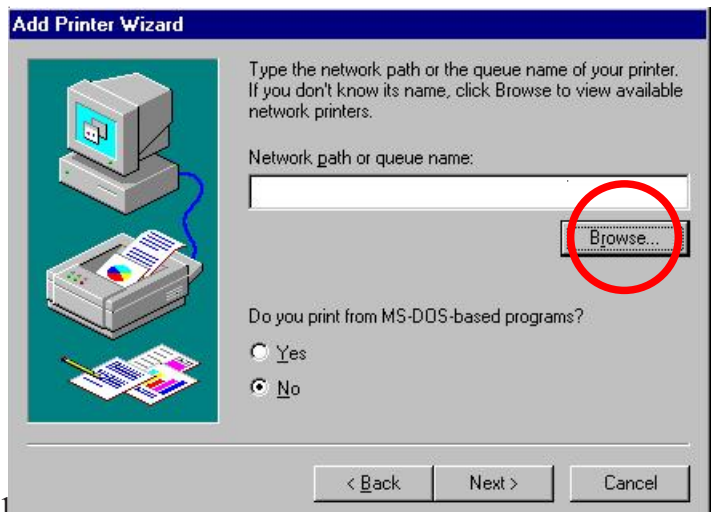 Add Printer Wizard
Type the network path or the queue name of your printer.
If you don't know its name, click Browse to view available
network printers.
Network path or queue name:
Browse...
Do you print from MS-DOS-based programs?
Yes
No
< Back
Next >
Cancel
1